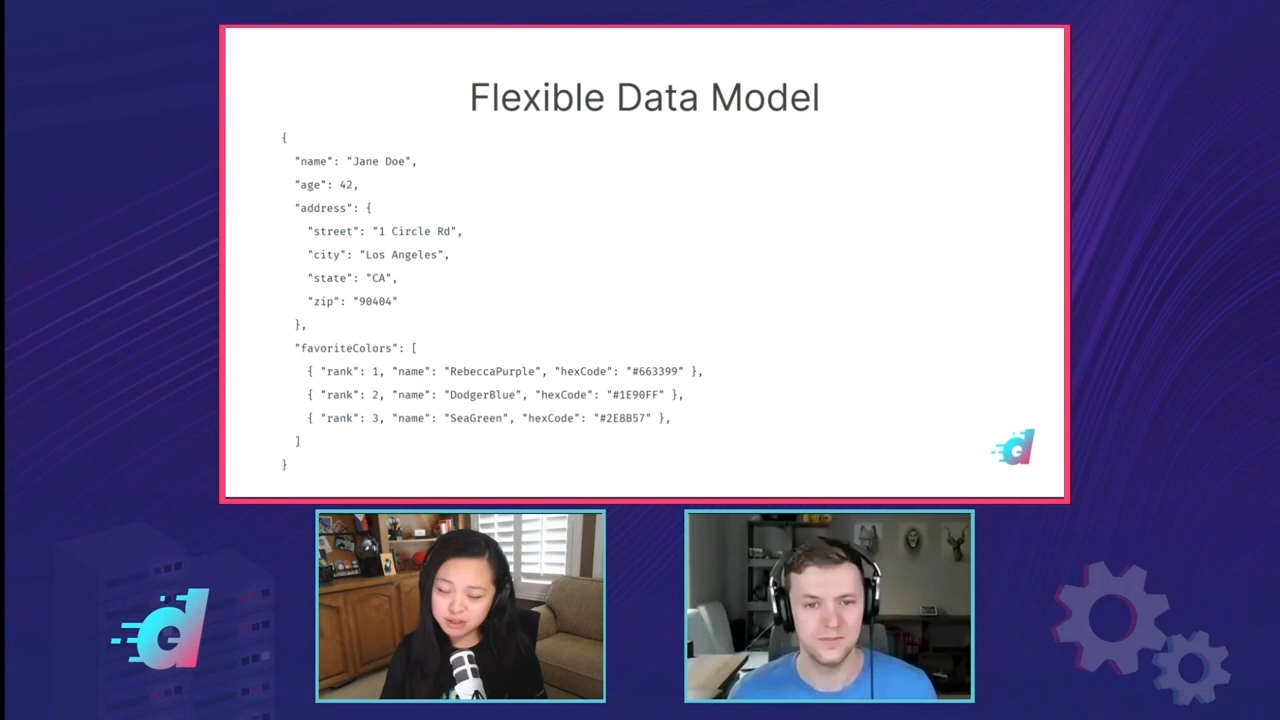 Flexible Data Model
{
"name": "Jane Doe",
"age": 42,
"address": {
"street": "1 Circle Rd",
"city": "Los Angeles",
"state": "CA",
"zip": "90404"
},
"favoriteColors": [
{ "rank": 1, "name": "RebeccaPurple", "hexCode": "#663399" },
{ "rank": 2, "name": "DodgerBlue", "hexCode": "#1E90FF" },
{ "rank": 3, "name": "SeaGreen", "hexCode": "#2E8B57" },
]
}